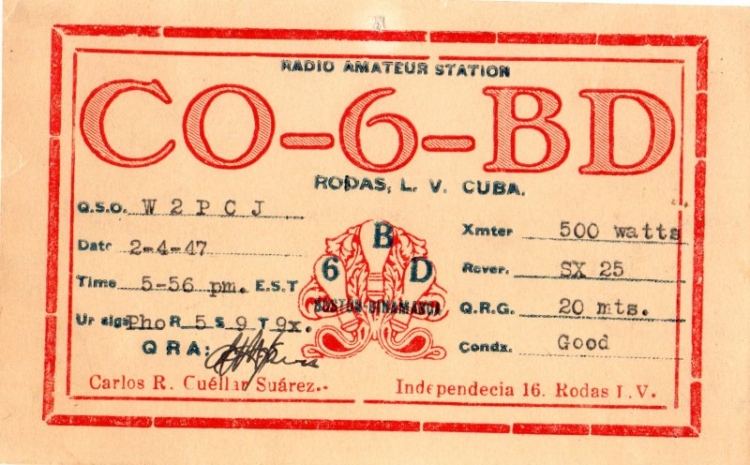 RADIO AMATEUR STATION
CO-6-BD
RODAS, L. V. CUBA.
Q.S.O. W 2 P C J
Date 2-4-47
Time 5-56 pm. E.S.T
Ur sigs Pho R 5 S 9 T 9x.
Q R A:
B
6 D
Xmter 500 watts
Rcver. SX 25
Q.R.G. 20 mts.
Condx. Good
Carlos R. Cuéllar Suárez.-
Independecia 16. Rodas L.V.